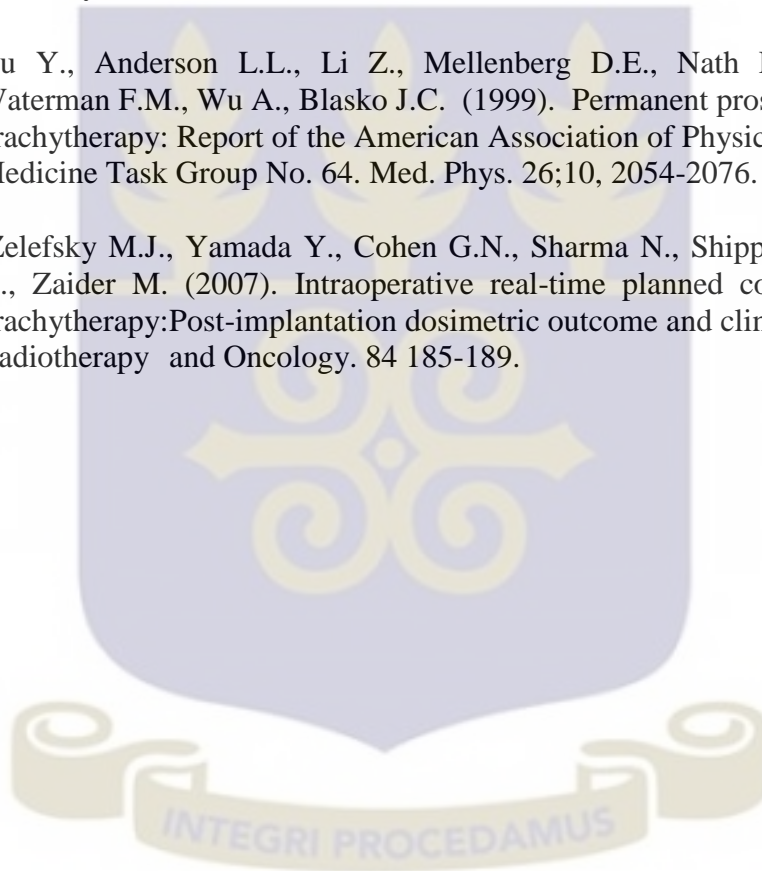 u Y., Anderson L.L., Li Z., Mellenberg D.E., Nath
Waterman F.M., Wu A., Blasko J.C. (1999). Permanent pros
rachytherapy: Report of the American Association of Physic
Medicine Task Group No. 64. Med. Phys. 26;10, 2054-2076.
Zelefsky M.J., Yamada Y., Cohen G.N., Sharma N., Shipp
., Zaider M. (2007). Intraoperative real-time planned co
rachytherapy:Post-implantation dosimetric outcome and clin
adiotherapy and Oncology. 84 185-189.
INTEGRI PROCEDAMUS